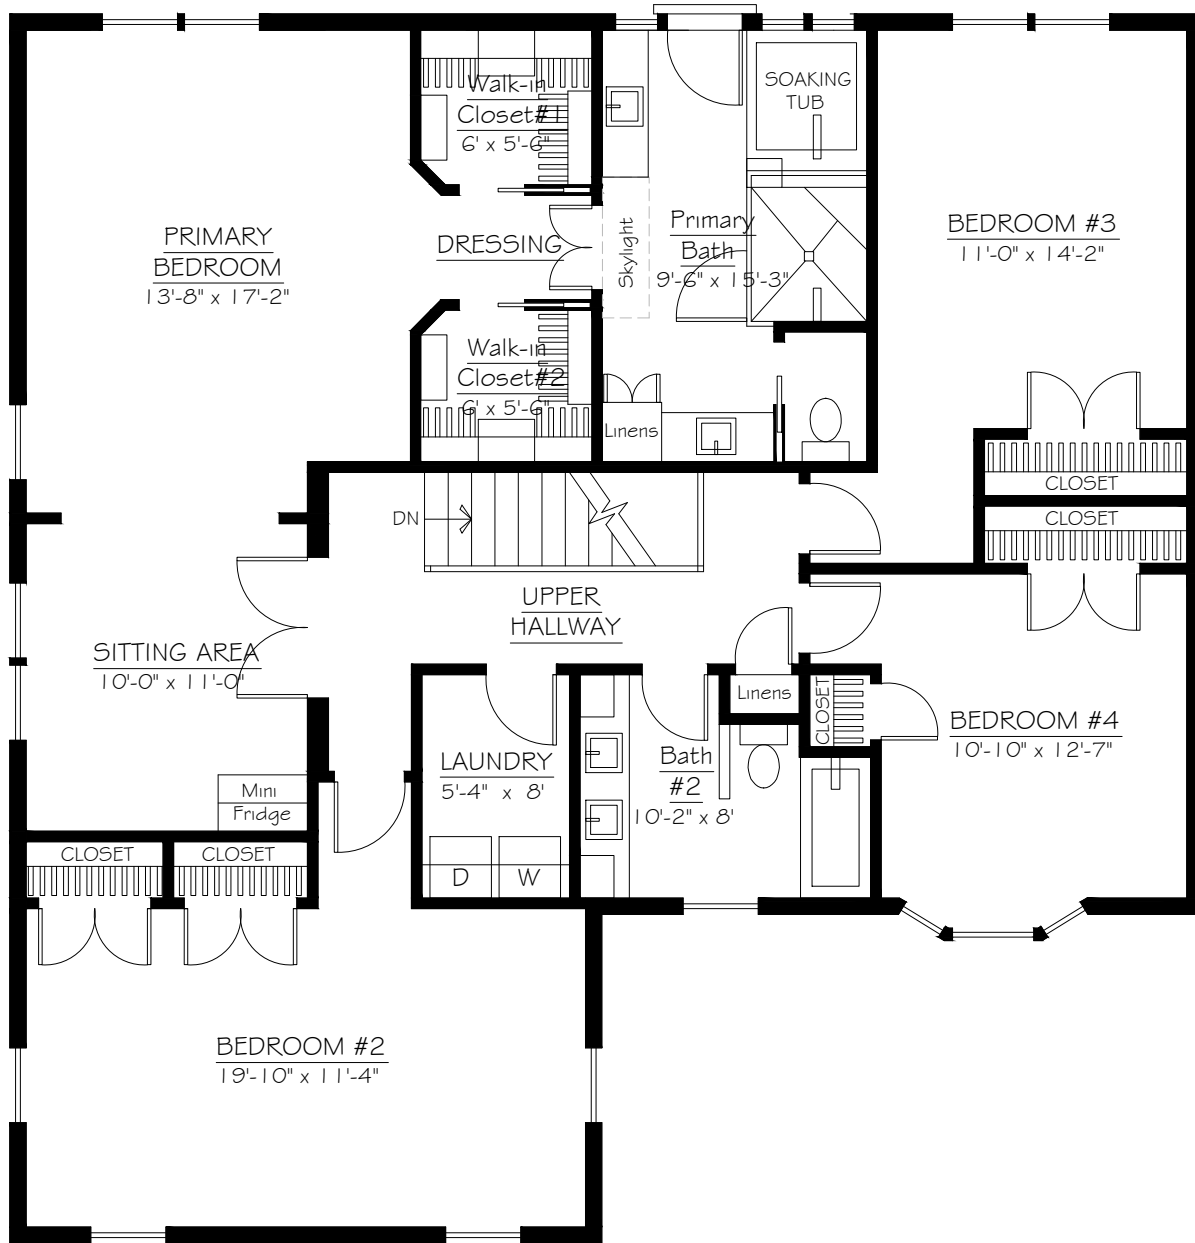 Walk-in
Closet#1
6' x 5'-6"
SOAKING
TUB
PRIMARY
BEDROOM
13'-8" x 17'-2"
DRESSING
Skylight
Primary
Bath
9'-6" x 15'-3"
BEDROOM #3
11'-0" x 14'-2"
Walk-in
Closet#2
6' x 5'-6"
Linens
CLOSET
CLOSET
DN
UPPER
HALLWAY
SITTING AREA
10'-0" x 11'-0"
Mini
Fridge
LAUNDRY
5'-4" x 8'
D
W
Bath
#2
10'-2" x 8'
Linens
CLOSET
BEDROOM #4
10'-10" x 12'-7"
CLOSET
CLOSET
BEDROOM #2
19'-10" x 11'-4"